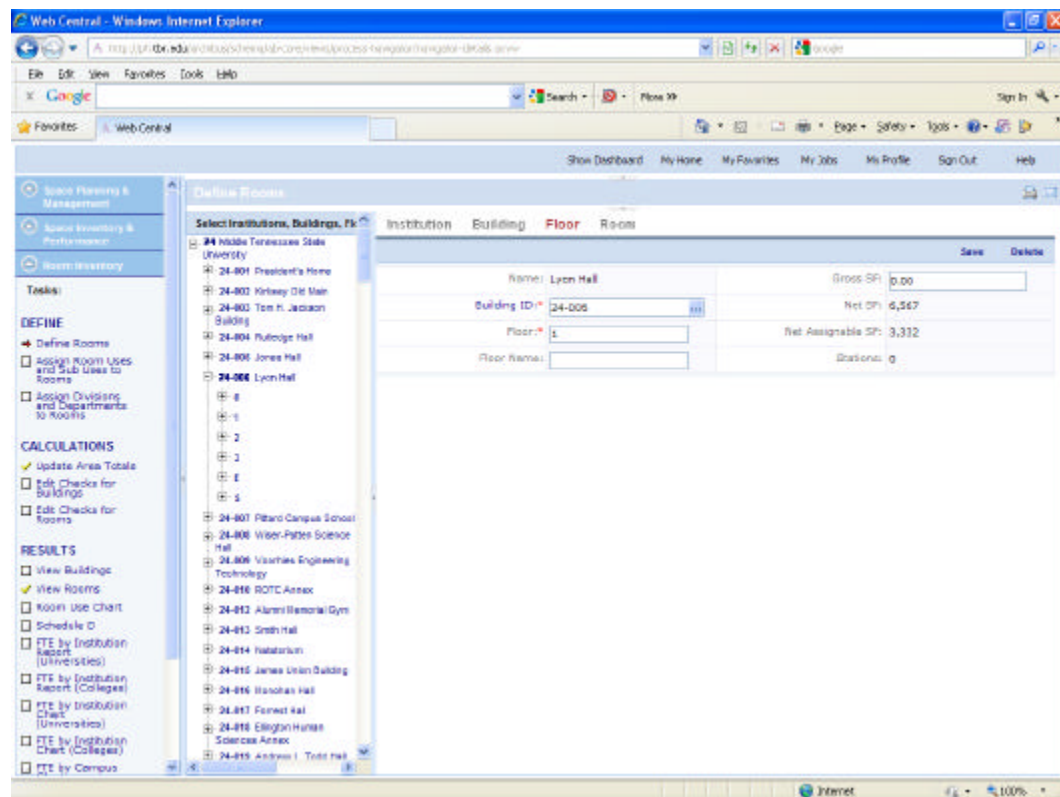 Web Central - Windows Internet Explorer
File Edit View Favorites Tools Help
x Google Search More >> Sign In
Favorites Web Central Page Safety Tools
Show Dashboard My Home My Favorites My Jobs My Profile Sign Out Help
Space Planning & Management
Space Inventory & Performance
Room Inventory
Tasks:
DEFINE
Define Rooms
Assign Room Uses and Sub Uses to Rooms
Assign Divisions and Departments to Rooms
CALCULATIONS
Update Area Totals
Edit Checks for Buildings
Edit Checks for Rooms
RESULTS
View Buildings
View Rooms
Room Use Chart
Schedule D
FTE by Institution Report (Universities)
FTE by Institution Report (Colleges)
FTE by Institution Chart (Universities)
FTE by Institution Chart (Colleges)
FTE by Campus
Define Rooms
Select Institutions, Buildings, Fl
24 Middle Tennessee State University
24-001 President's Home
24-002 Kirksey Old Main
24-003 Tom H. Jackson Building
24-004 Rutledge Hall
Jones Hall
24-006 Lyon Hall
0
1
2
3
E
S
24-007 Pittard Campus School
24-008 Wiser-Patten Science Hall
24-009 Voorhies Engineering Technology
24-010 ROTC Annex
Alumni Memorial Gym
24-013 Smith Hall
24-014 Natatorium
24-015 James Union Building
24-016 Monohan Hall
24-017 Forrest Hall
24-018 Ellington Human Sciences Annex
24-019 Andrew L. Todd Hall
Institution Building Floor Room
Save Delete
Name: Lyon Hall
Gross SF: 0.00
Building ID:* 24-006
Net SF: 6,567
Floor:* 1
Net Assignable SF: 3,332
Floor Name:
Stations: 0
Internet 100%